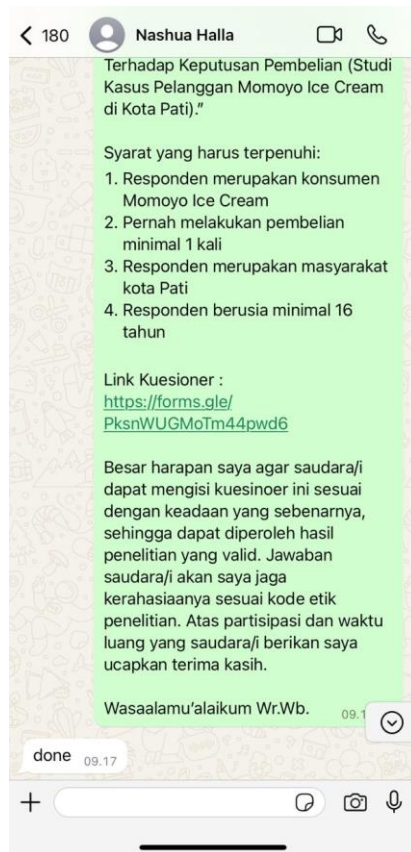 180 Nashua Halla
Terhadap Keputusan Pembelian (Studi
Kasus Pelanggan Momoyo Ice Cream
di Kota Pati)."
Syarat yang harus terpenuhi:
1. Responden merupakan konsumen
Momoyo Ice Cream
2. Pernah melakukan pembelian
minimal 1 kali
3. Responden merupakan masyarakat
kota Pati
4. Responden berusia minimal 16
tahun
Link Kuesioner :
https://forms.gle/
PksnWUGMoTm44pwd6
Besar harapan saya agar saudara/i
dapat mengisi kuesinoer ini sesuai
dengan keadaan yang sebenarnya,
sehingga dapat diperoleh hasil
penelitian yang valid. Jawaban
saudara/i akan saya jaga
kerahasiaanya sesuai kode etik
penelitian. Atas partisipasi dan waktu
luang yang saudara/i berikan saya
ucapkan terima kasih.
Wasaalamu'alaikum Wr.Wb.
done 09.17